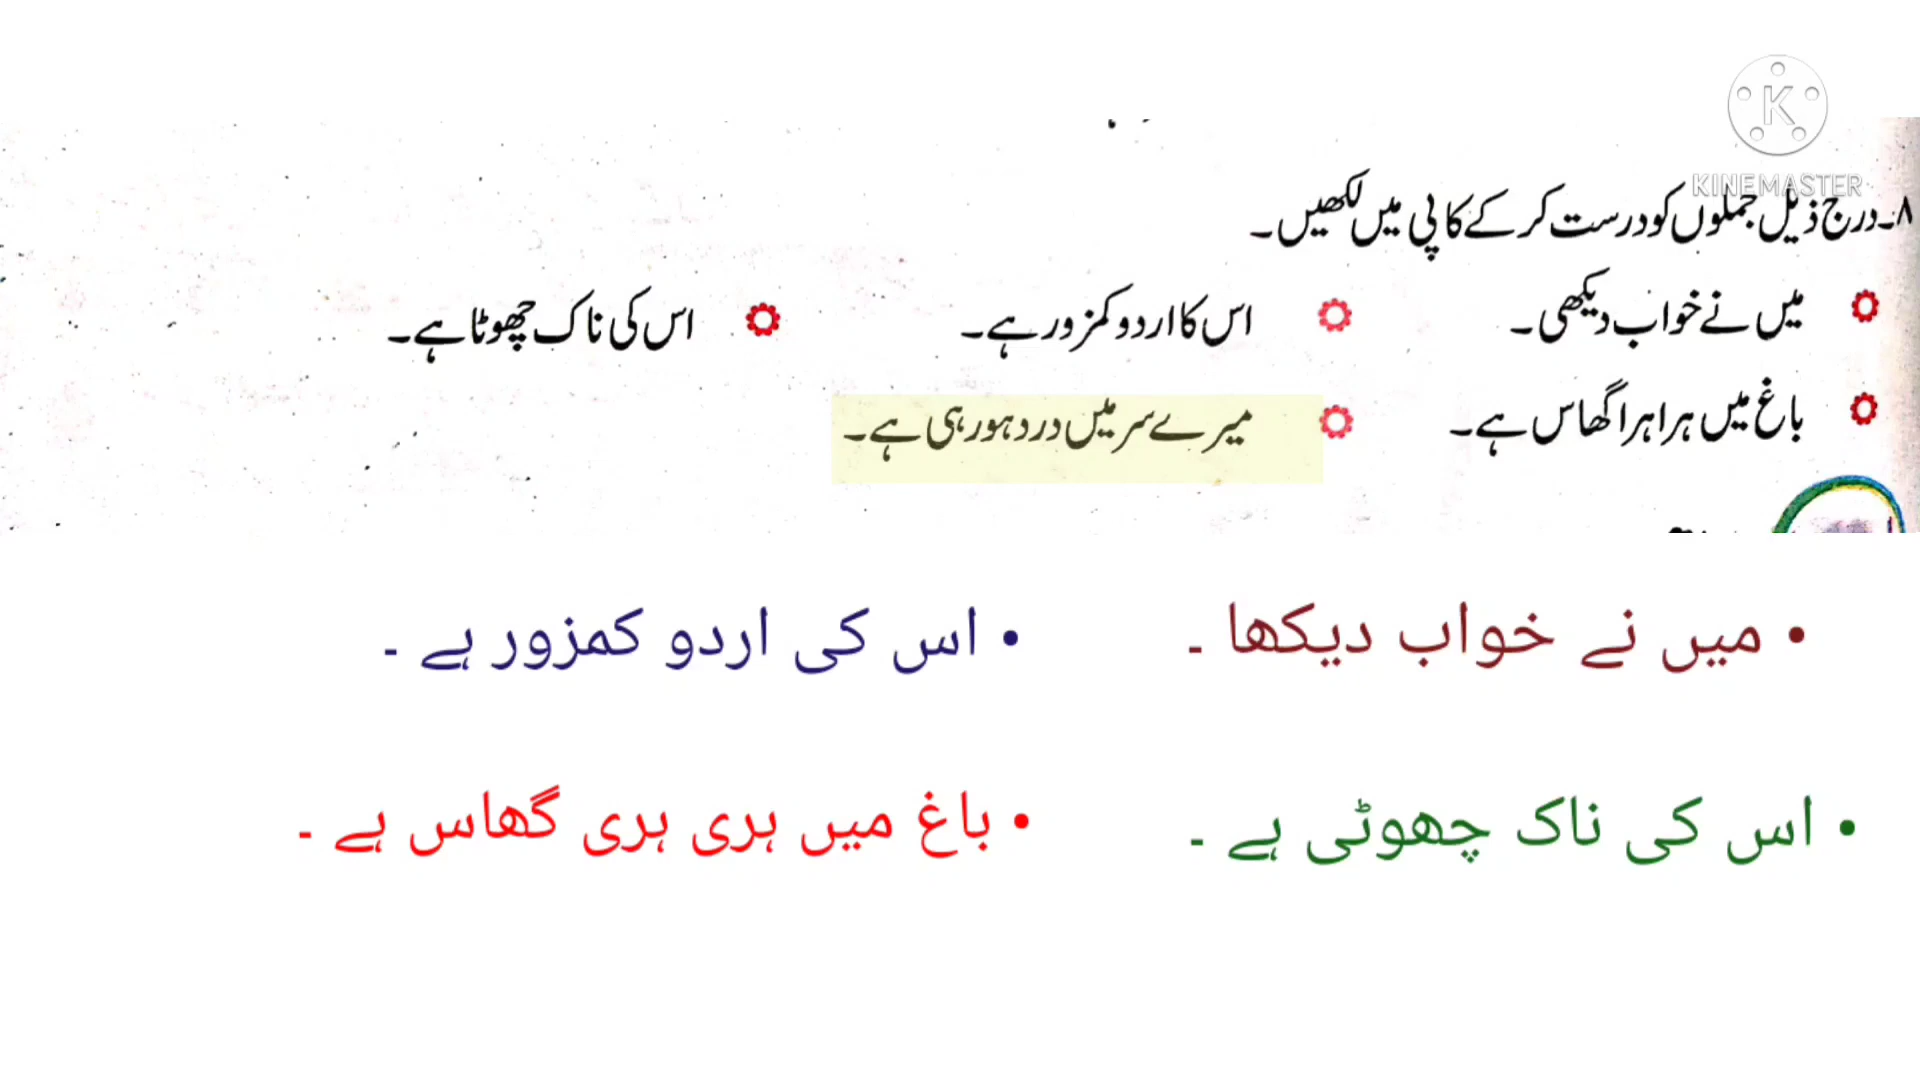 KINEMASTER
۸۔درج ذیل جملوں کو درست کر کے کاپی میں لکھیں۔
میں نے خواب دیکھی۔ اس کا اردو کمزور ہے۔ اس کی ناک چھوٹا ہے۔
باغ میں ہرا ہرا گھاس ہے۔ میرے سر میں درد ہو رہی ہے۔
• میں نے خواب دیکھا ۔ • اس کی اردو کمزور ہے ۔
• اس کی ناک چھوٹی ہے ۔ • باغ میں ہری ہری گھاس ہے ۔